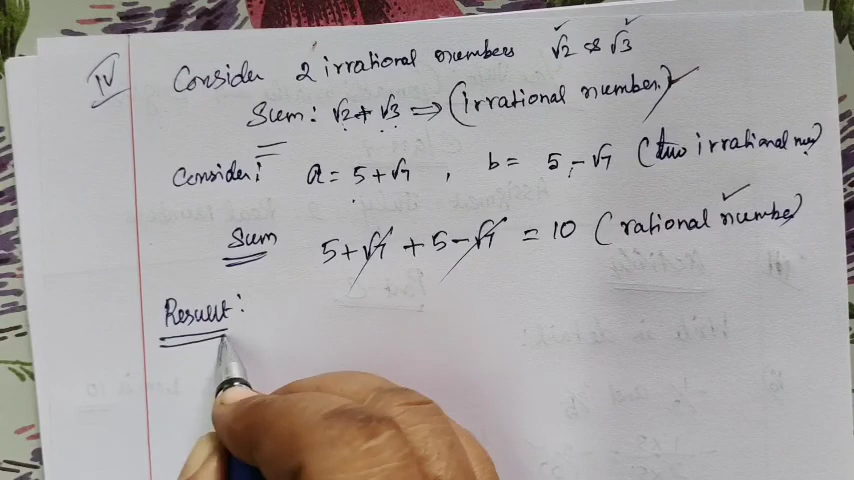 IV Consider 2 irrational numbers √2 & √3
Sum: √2 + √3 ⇒ (irrational number)
Consider: a = 5 + √7 , b = 5 - √7 (two irrational
Sum 5 + √7 + 5 - √7 = 10 (rational number)
Result: